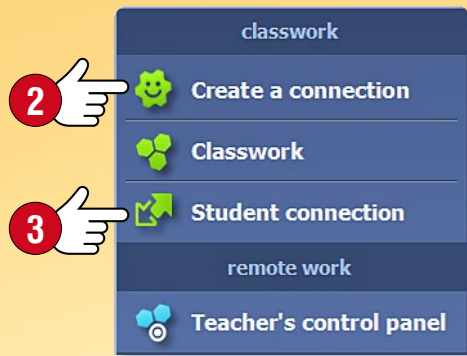 classwork
2 Create a connection
Classwork
3 Student connection
remote work
Teacher's control panel